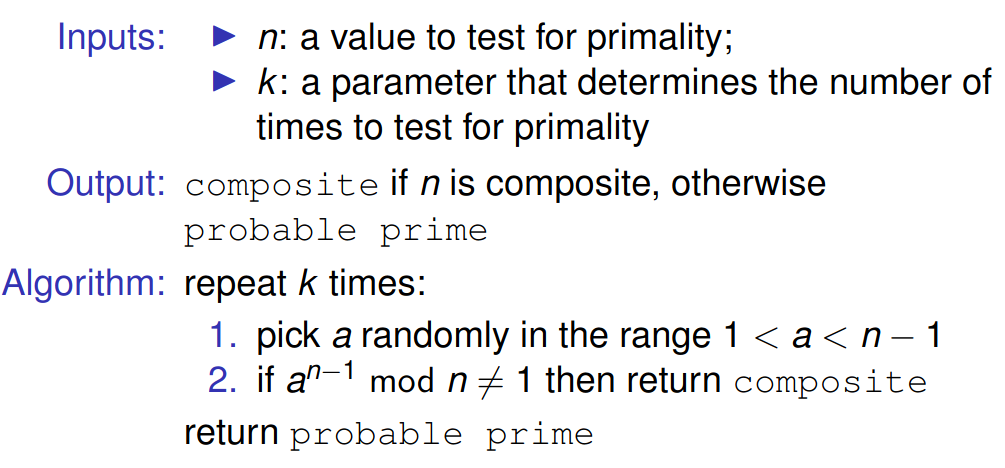 Inputs: ▶ n: a value to test for primality;
▶ k: a parameter that determines the number of
times to test for primality
Output: composite if n is composite, otherwise
probable prime
Algorithm: repeat k times:
1. pick a randomly in the range 1 < a < n − 1
2. if aⁿ⁻¹ mod n ≠ 1 then return composite
return probable prime